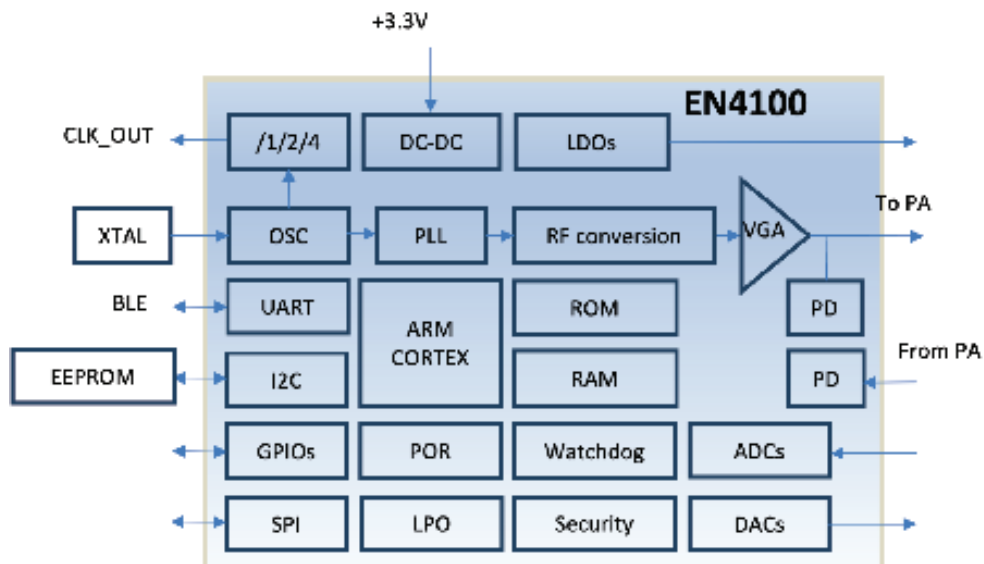 +3.3V
EN4100
CLK_OUT
/1/2/4
DC-DC
LDOs
To PA
XTAL
OSC
PLL
RF conversion
VGA
BLE
UART
ARM
CORTEX
ROM
PD
From PA
EEPROM
I2C
RAM
PD
GPIOs
POR
Watchdog
ADCs
SPI
LPO
Security
DACs